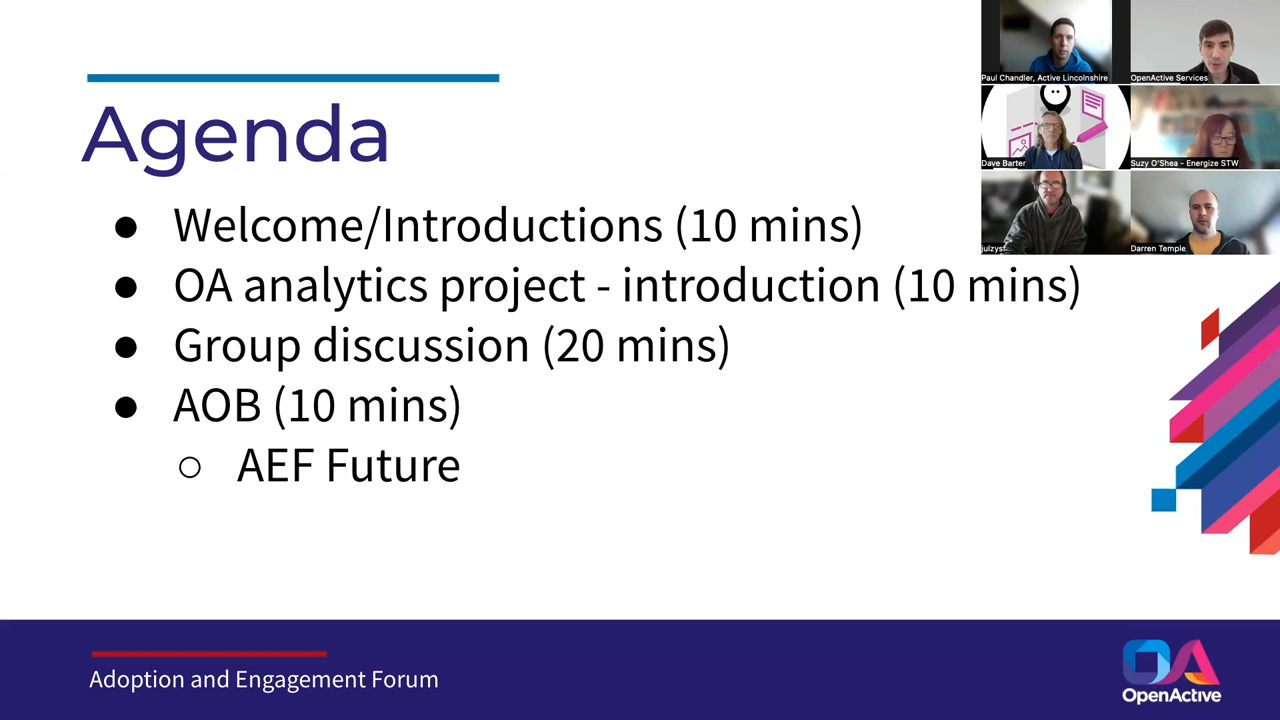 Agenda
● Welcome/Introductions (10 mins)
● OA analytics project - introduction (10 mins)
● Group discussion (20 mins)
● AOB (10 mins)
○ AEF Future
Paul Chandler, Active Lincolnshire
OpenActive Services
Dave Barter
Suzy O'Shea - Energize STW
julzysf
Darren Temple
Adoption and Engagement Forum
OA
OpenActive